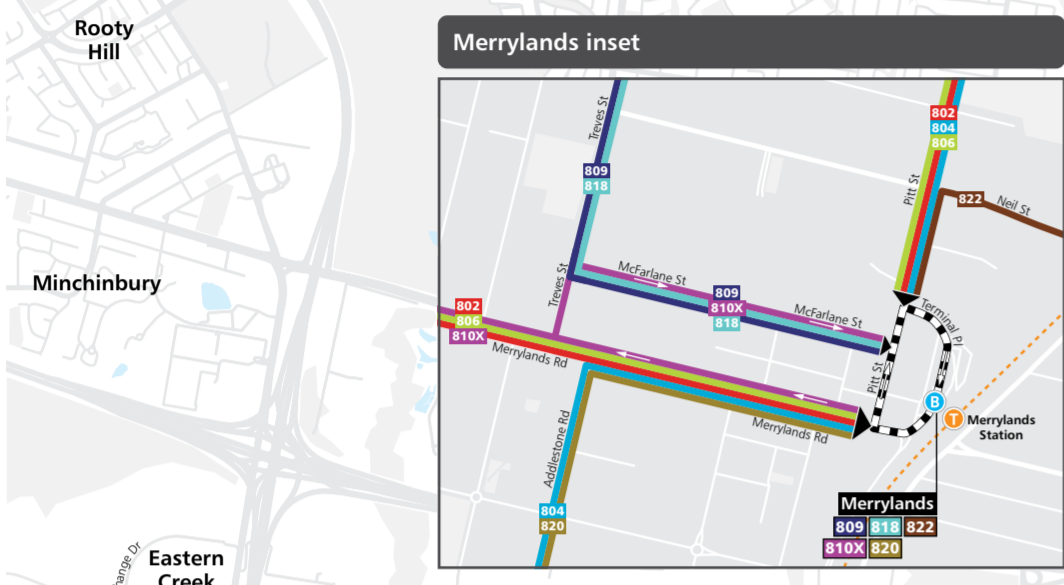 Rooty
Hill
Minchinbury
Eastern
Creek
Merrylands inset
Treves St
809
818
802
804
806
Pitt St
822
Neil St
Treves St
McFarlane St
809
810X
818
McFarlane St
Terminal Pl
802
806
810X
Merrylands Rd
Pitt St
B
T
Merrylands
Station
Merrylands Rd
Addlestone Rd
804
820
Merrylands
809 818 822
810X 820